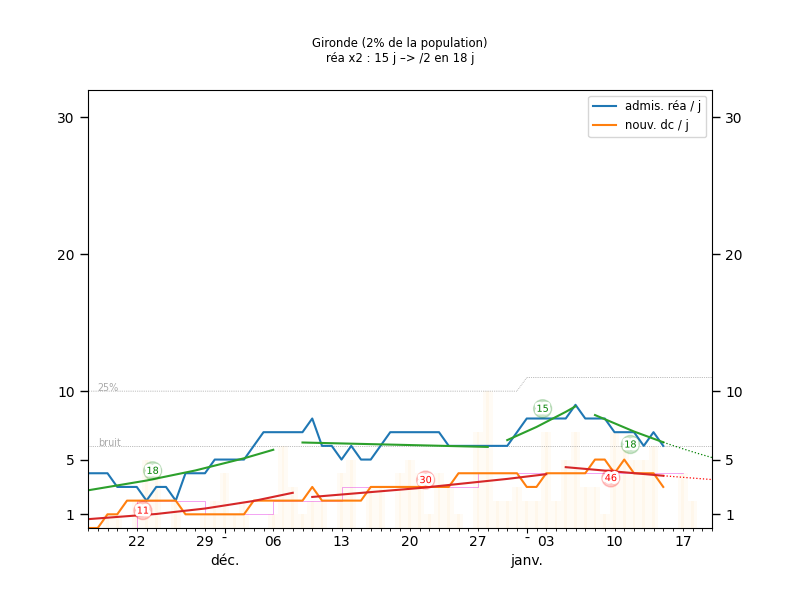 Gironde (2% de la population)
réa x2 : 15 j –> /2 en 18 j
admis. réa / j
nouv. dc / j
30 30
20 20
10 10
5 5
1 1
25%
bruit
18
11
30
15
12
46
22 29 - 06 13 20 27 - 03 10 17
déc. janv.